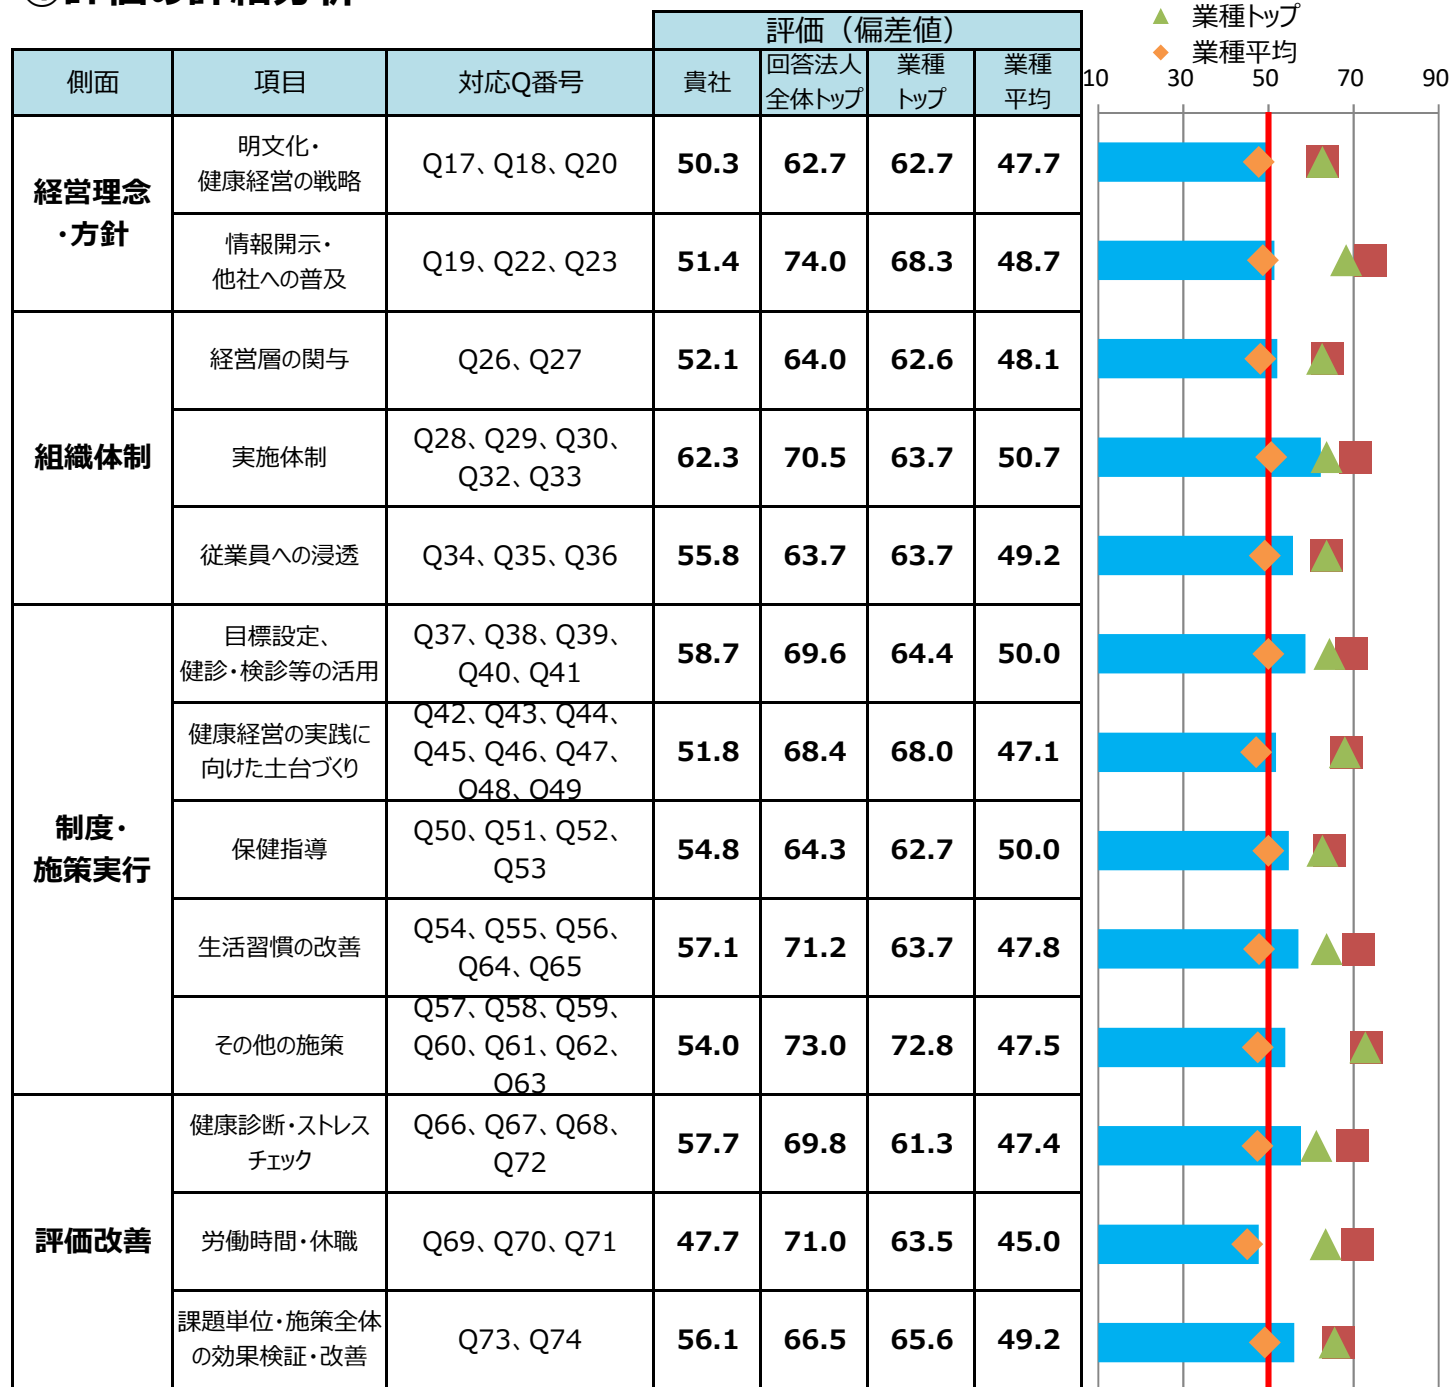 ③評価の詳細分析
業種トップ
業種平均
評価（偏差値）
側面 項目 対応Q番号 貴社 回答法人全体トップ 業種トップ 業種平均
10 30 50 70 90
経営理念
・方針
明文化・
健康経営の戦略
Q17、Q18、Q20
50.3 62.7 62.7 47.7
情報開示・
他社への普及
Q19、Q22、Q23
51.4 74.0 68.3 48.7
組織体制
経営層の関与
Q26、Q27
52.1 64.0 62.6 48.1
実施体制
Q28、Q29、Q30、
Q32、Q33
62.3 70.5 63.7 50.7
従業員への浸透
Q34、Q35、Q36
55.8 63.7 63.7 49.2
制度・
施策実行
目標設定、
健診・検診等の活用
Q37、Q38、Q39、
Q40、Q41
58.7 69.6 64.4 50.0
健康経営の実践に
向けた土台づくり
Q42、Q43、Q44、
Q45、Q46、Q47、
Q48、Q49
51.8 68.4 68.0 47.1
保健指導
Q50、Q51、Q52、
Q53
54.8 64.3 62.7 50.0
生活習慣の改善
Q54、Q55、Q56、
Q64、Q65
57.1 71.2 63.7 47.8
その他の施策
Q57、Q58、Q59、
Q60、Q61、Q62、
Q63
54.0 73.0 72.8 47.5
評価改善
健康診断・ストレス
チェック
Q66、Q67、Q68、
Q72
57.7 69.8 61.3 47.4
労働時間・休職
Q69、Q70、Q71
47.7 71.0 63.5 45.0
課題単位・施策全体
の効果検証・改善
Q73、Q74
56.1 66.5 65.6 49.2